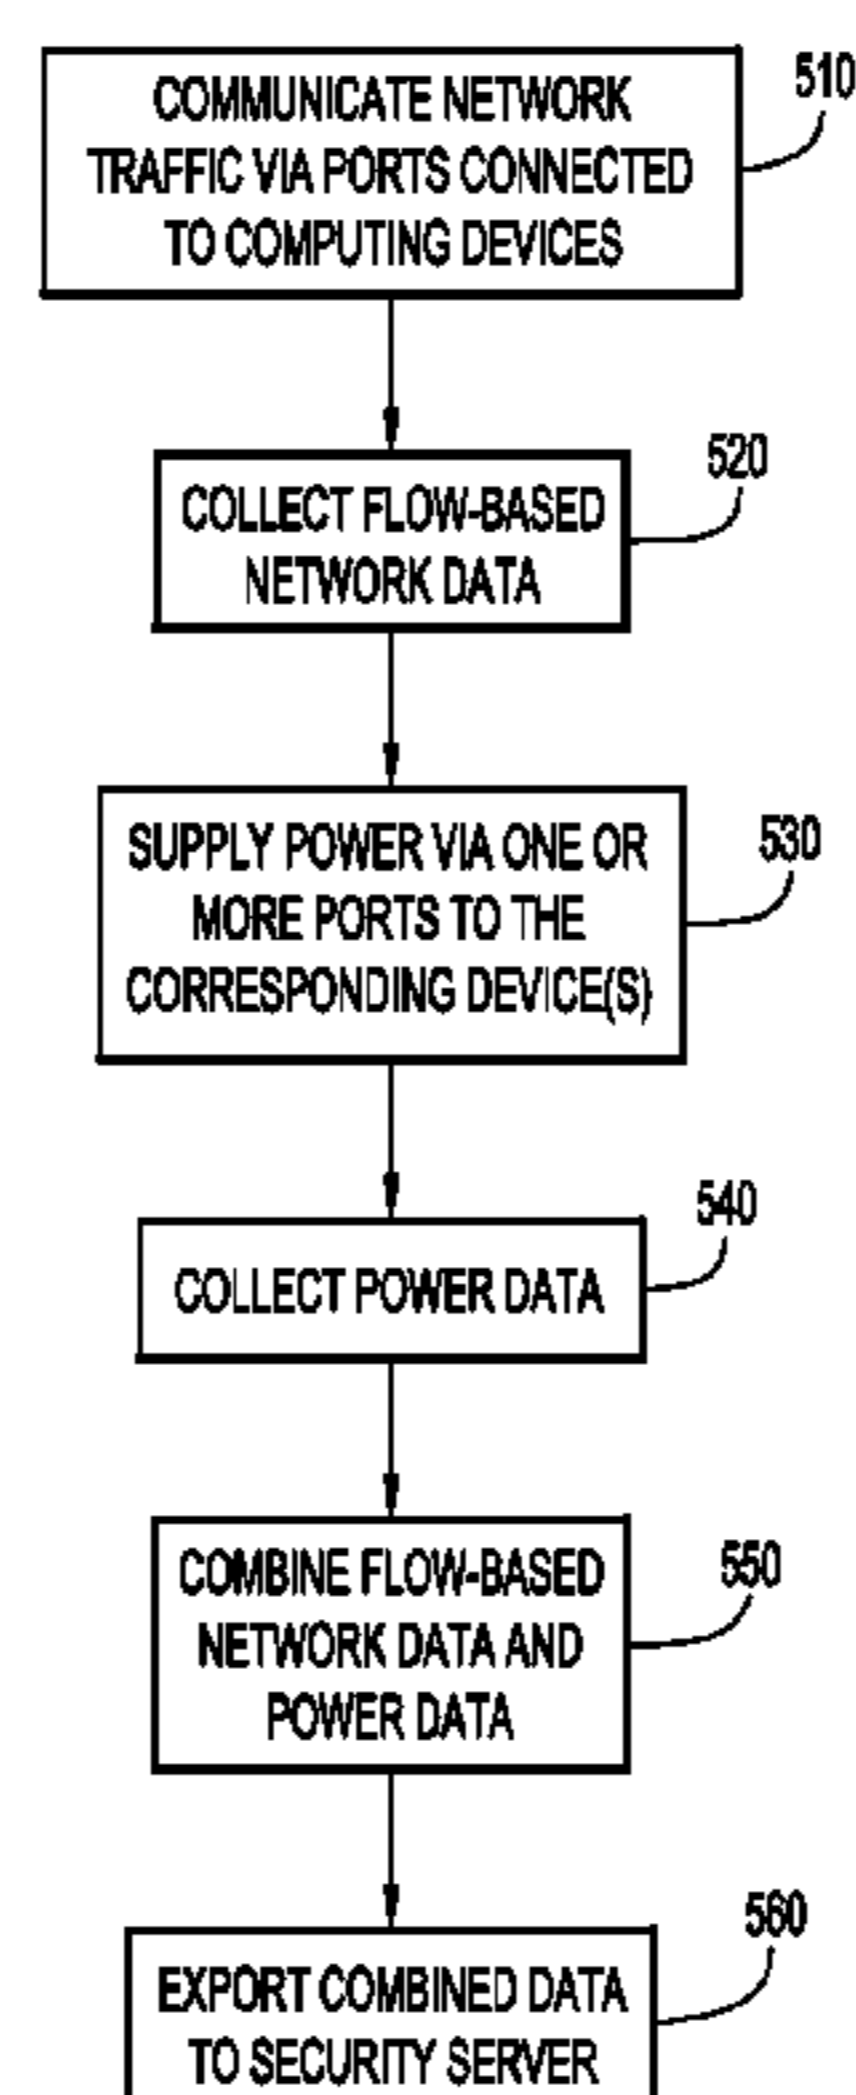 COMMUNICATE NETWORK
TRAFFIC VIA PORTS CONNECTED
TO COMPUTING DEVICES
510
COLLECT FLOW-BASED
NETWORK DATA
520
SUPPLY POWER VIA ONE OR
MORE PORTS TO THE
CORRESPONDING DEVICE(S)
530
COLLECT POWER DATA
540
COMBINE FLOW-BASED
NETWORK DATA AND
POWER DATA
550
EXPORT COMBINED DATA
TO SECURITY SERVER
560